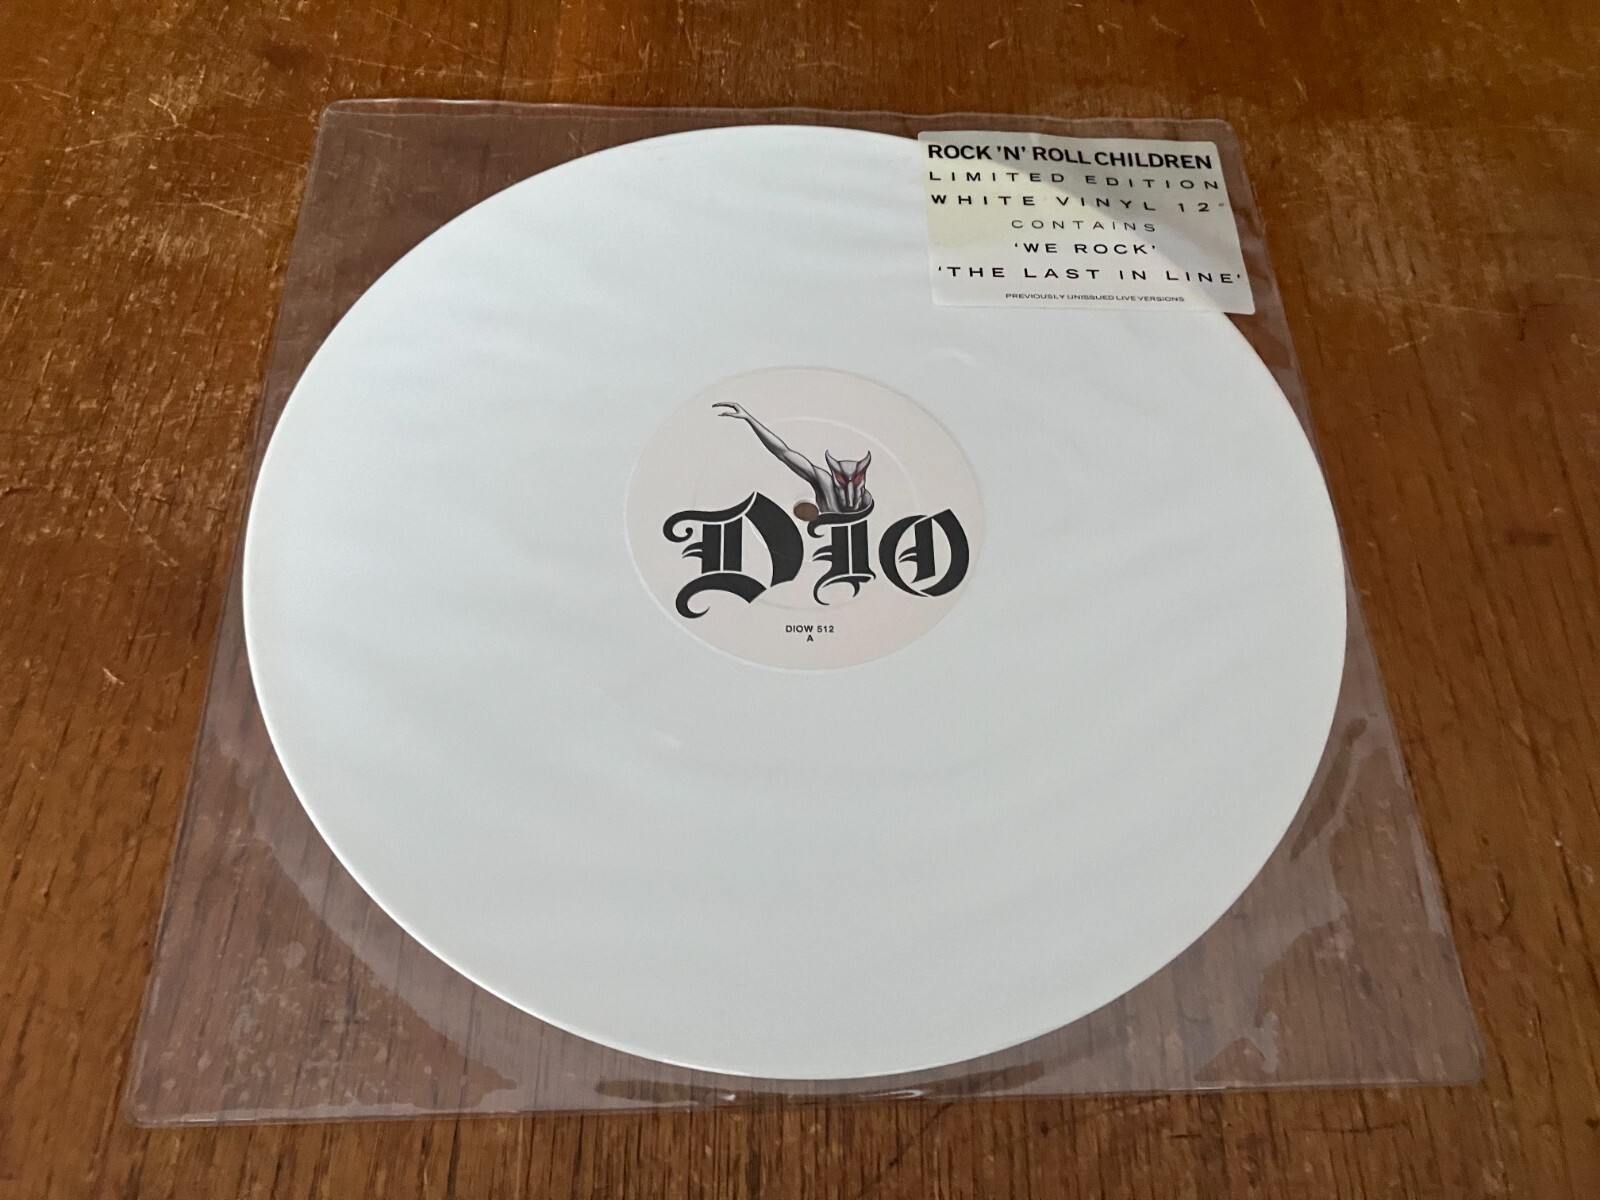 ROCK 'N' ROLL CHILDREN
LIMITED EDITION
WHITE VINYL 12"
CONTAINS
'WE ROCK'
'THE LAST IN LINE'
PREVIOUSLY UNISSUED LIVE VERSIONS
DIO
DIOW 512
A